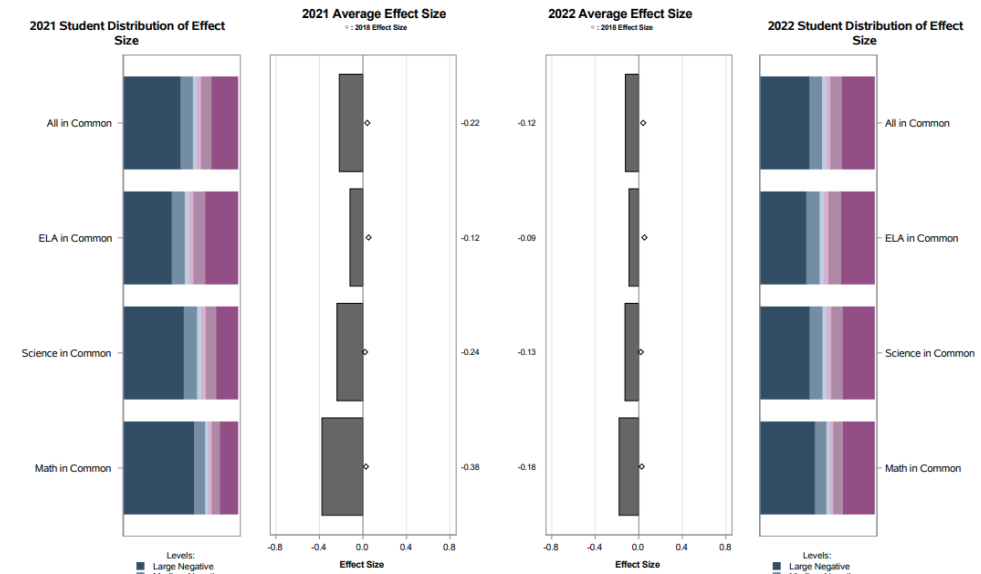 2021 Student Distribution of Effect
Size
2021 Average Effect Size
◇ : 2018 Effect Size
2022 Average Effect Size
◇ : 2018 Effect Size
2022 Student Distribution of Effect
Size
All in Common
-0.22
-0.12
All in Common
ELA in Common
-0.12
-0.09
ELA in Common
Science in Common
-0.24
-0.13
Science in Common
Math in Common
-0.38
-0.18
Math in Common
-0.8 -0.4 0.0 0.4 0.8
-0.8 -0.4 0.0 0.4 0.8
Effect Size
Effect Size
Levels:
Large Negative
Levels:
Large Negative